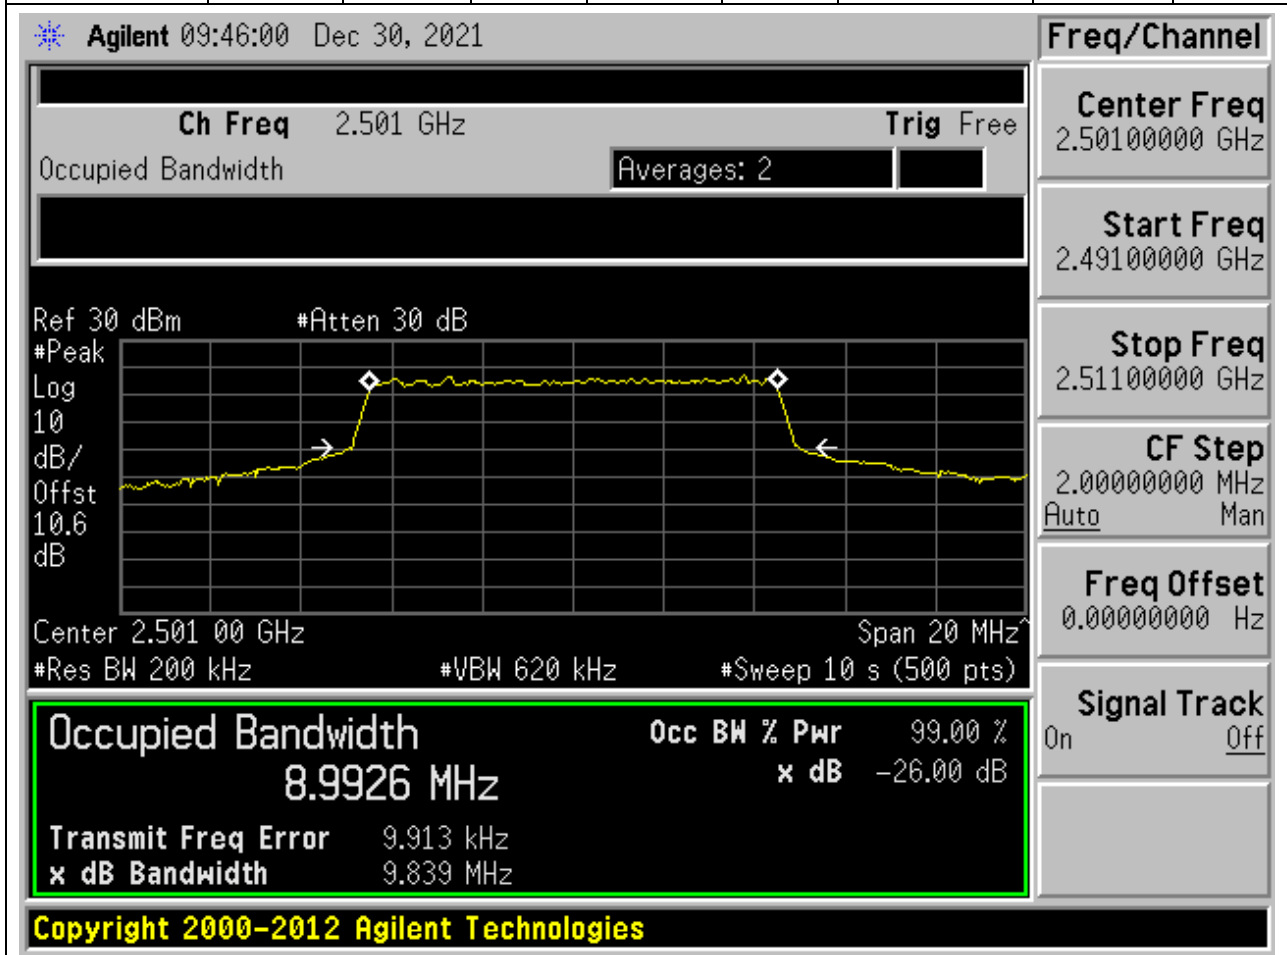 Agilent 09:46:00 Dec 30, 2021
Freq/Channel
Ch Freq 2.501 GHz
Trig Free
Occupied Bandwidth
Averages: 2
Center Freq
2.50100000 GHz
Start Freq
2.49100000 GHz
Stop Freq
2.51100000 GHz
CF Step
2.00000000 MHz
Auto Man
Freq Offset
0.00000000 Hz
Signal Track
On Off
Ref 30 dBm #Atten 30 dB
#Peak
Log
10
dB/
Offst
10.6
dB
Center 2.501 00 GHz Span 20 MHz^
#Res BW 200 kHz #VBW 620 kHz #Sweep 10 s (500 pts)
Occupied Bandwidth
8.9926 MHz
Occ BW % Pwr 99.00 %
x dB -26.00 dB
Transmit Freq Error 9.913 kHz
x dB Bandwidth 9.839 MHz
Copyright 2000-2012 Agilent Technologies